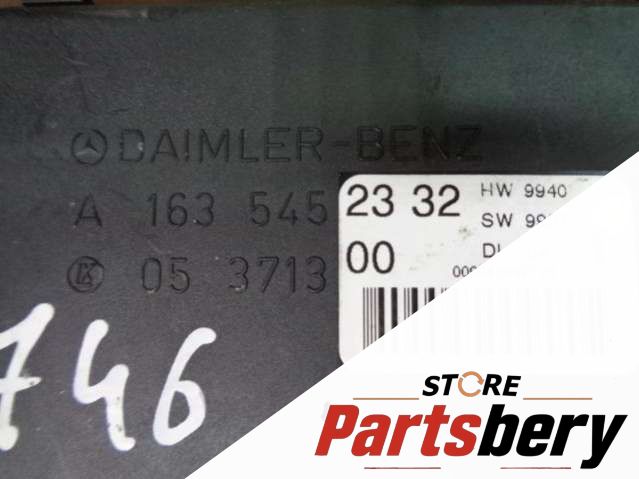 DAIMLER-BENZ
A 163 545 23 32
HW 9940
SW
05 3713 00
746
STORE
Partsbery